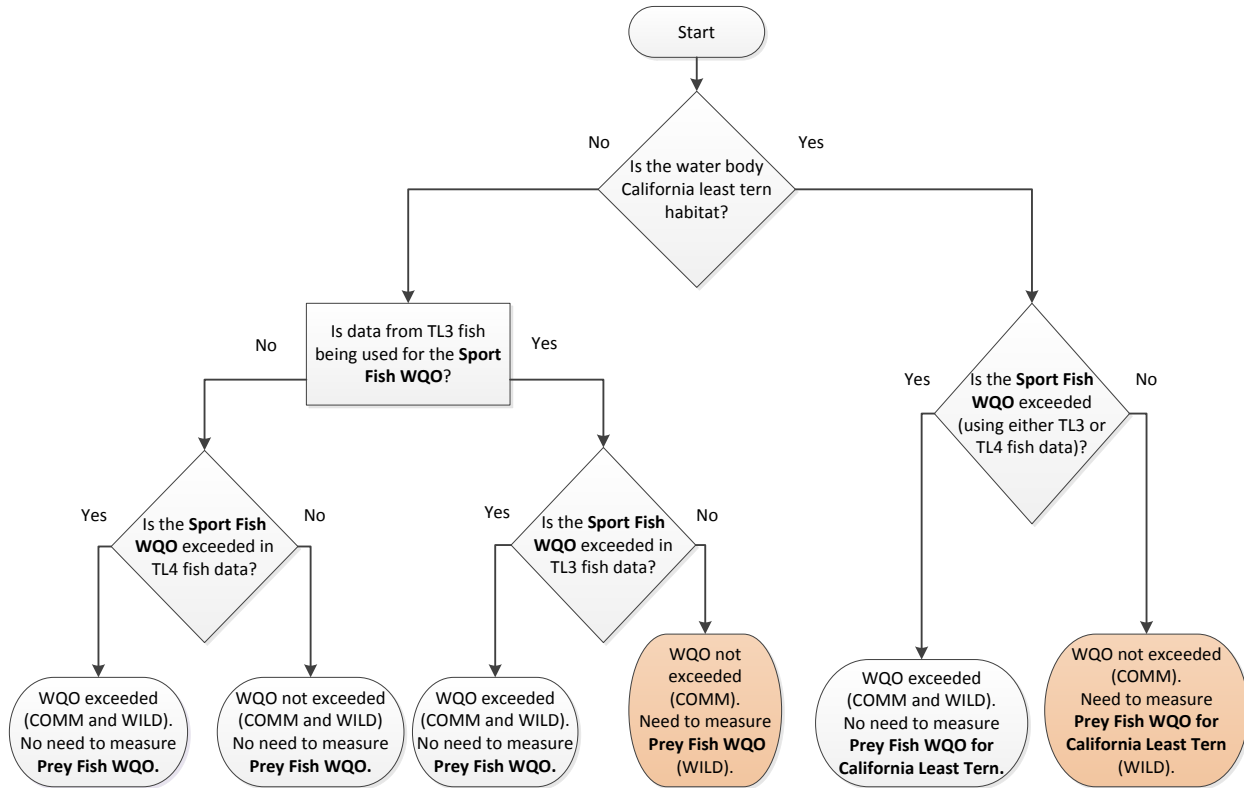 Start
No
Yes
Is the water body
California least tern
habitat?
Is data from TL3 fish
being used for the Sport
Fish WQO?
No
Yes
Is the Sport Fish
WQO exceeded
(using either TL3 or
TL4 fish data)?
Yes
No
Yes
No
Is the Sport Fish
WQO exceeded in
TL4 fish data?
Yes
No
Is the Sport Fish
WQO exceeded in
TL3 fish data?
WQO exceeded
(COMM and WILD).
No need to measure
Prey Fish WQO.
WQO not exceeded
(COMM and WILD)
No need to measure
Prey Fish WQO.
WQO exceeded
(COMM and WILD).
No need to measure
Prey Fish WQO.
WQO not
exceeded
(COMM).
Need to measure
Prey Fish WQO
(WILD).
WQO exceeded
(COMM and WILD).
No need to measure
Prey Fish WQO for
California Least Tern.
WQO not exceeded
(COMM).
Need to measure
Prey Fish WQO for
California Least Tern
(WILD).